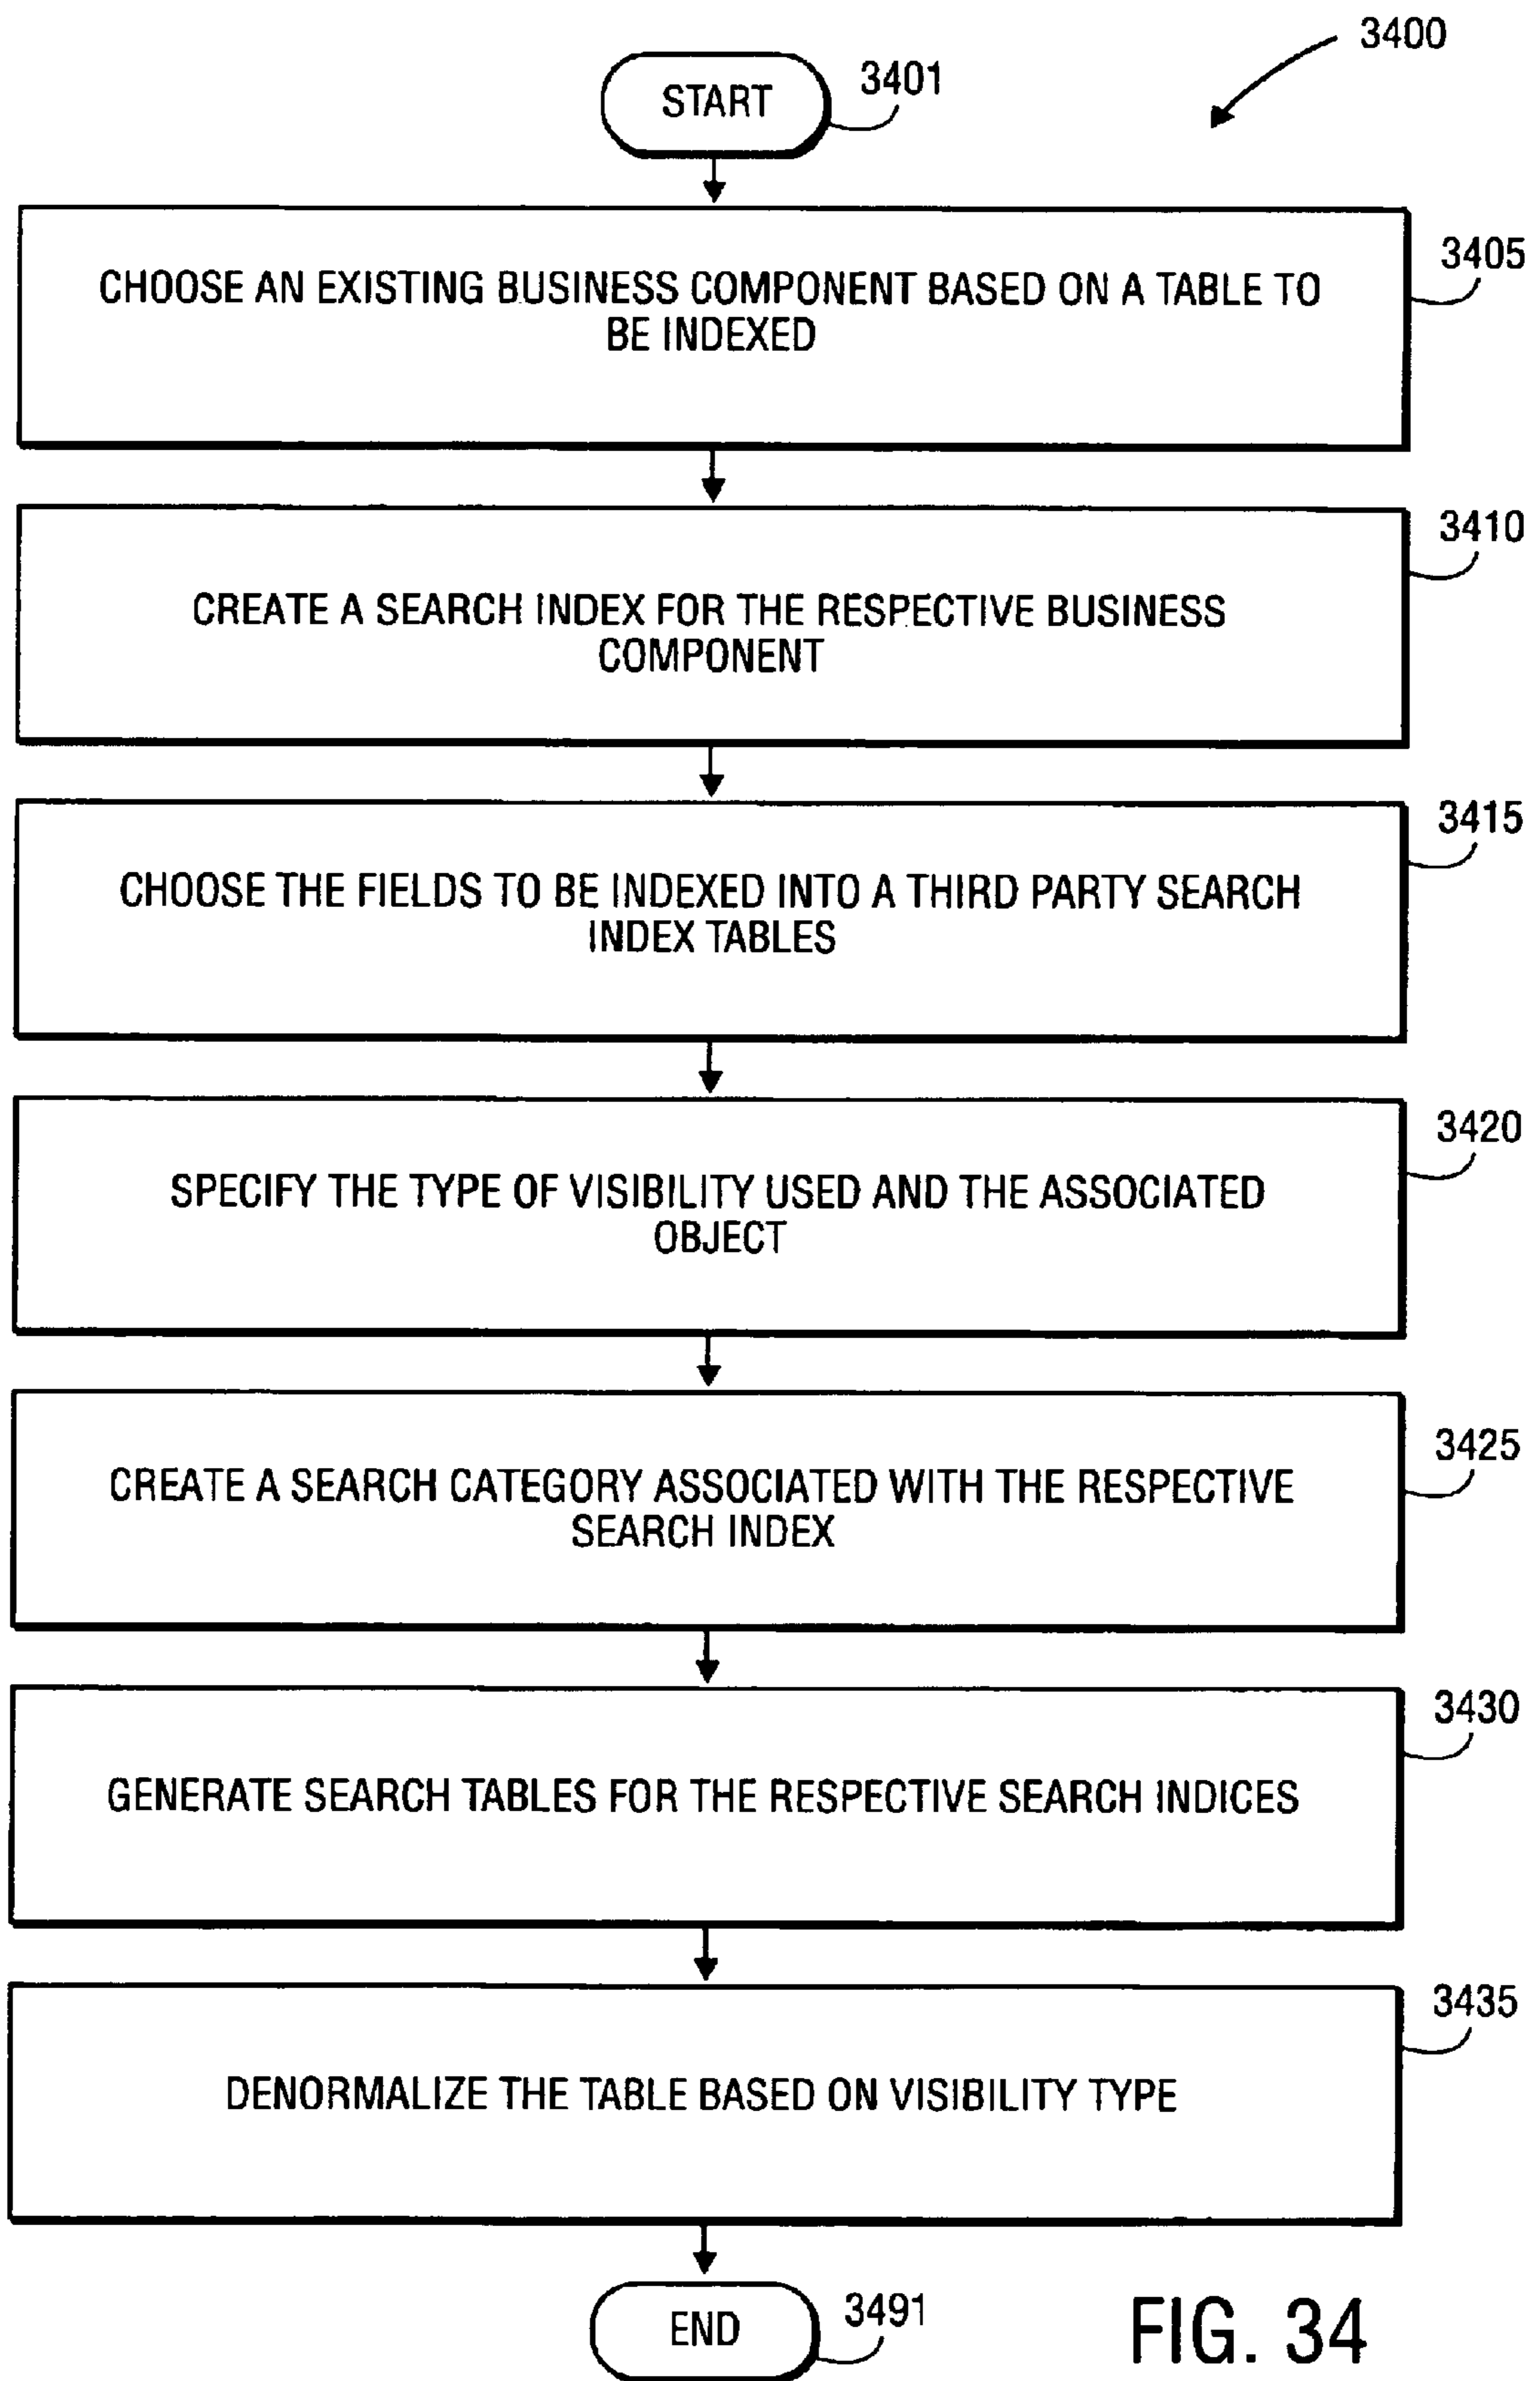 3400
START
3401
CHOOSE AN EXISTING BUSINESS COMPONENT BASED ON A TABLE TO
BE INDEXED
3405
CREATE A SEARCH INDEX FOR THE RESPECTIVE BUSINESS
COMPONENT
3410
CHOOSE THE FIELDS TO BE INDEXED INTO A THIRD PARTY SEARCH
INDEX TABLES
3415
SPECIFY THE TYPE OF VISIBILITY USED AND THE ASSOCIATED
OBJECT
3420
CREATE A SEARCH CATEGORY ASSOCIATED WITH THE RESPECTIVE
SEARCH INDEX
3425
GENERATE SEARCH TABLES FOR THE RESPECTIVE SEARCH INDICES
3430
DENORMALIZE THE TABLE BASED ON VISIBILITY TYPE
3435
END
3491
FIG. 34